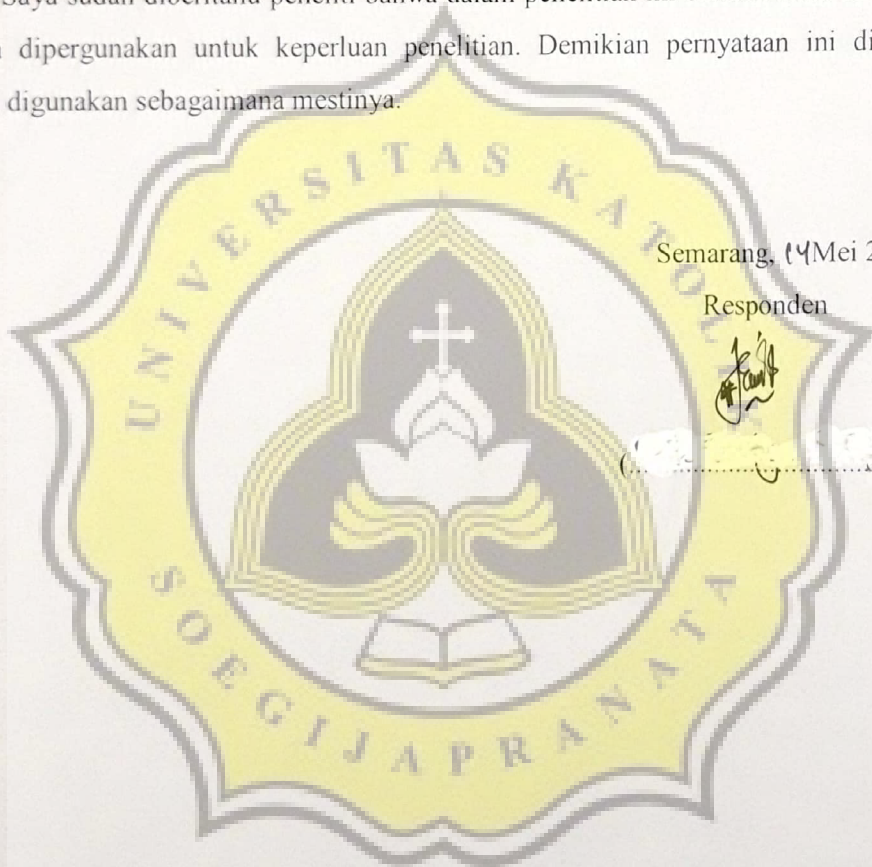 dipergunakan untuk keperluan penelitian. Demikian pernyataan ini di
digunakan sebagaimana mestinya.
UNIVERSITAS KATOLIK
Semarang, 14 Mei 2
Responden
SOEGIJAPRANATA